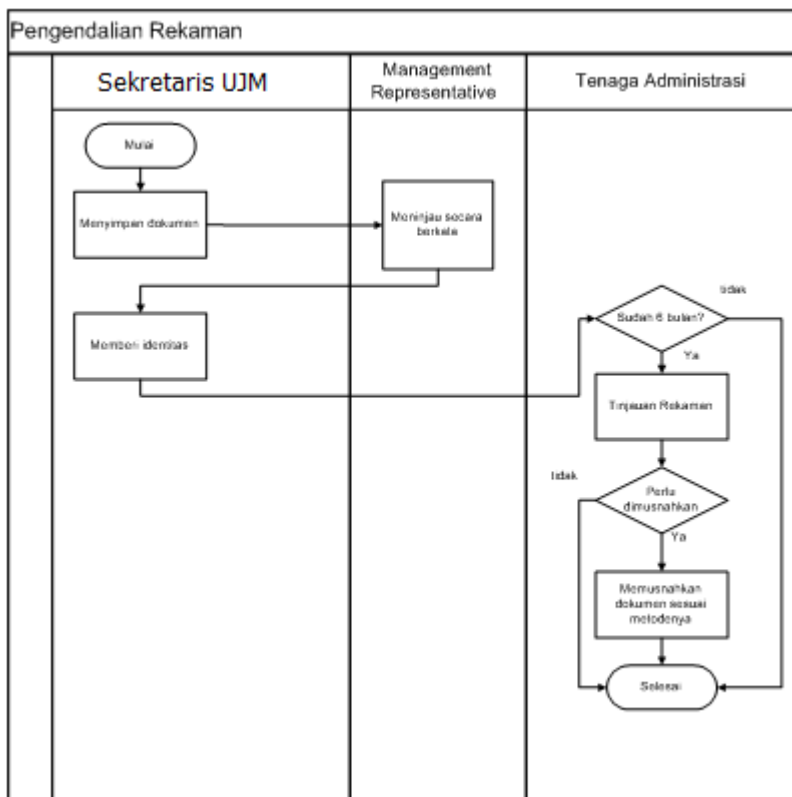 Pengendalian Rekaman
Sekretaris UJM
Management
Representative
Tenaga Administrasi
Mulai
Menyimpan dokumen
Meninjau secara
berkala
Memberi identitas
Sudah 6 bulan?
tidak
Ya
Tinjauan Rekaman
tidak
Perlu
dimusnahkan
Ya
Memusnahkan
dokumen sesuai
metodenya
Selesai